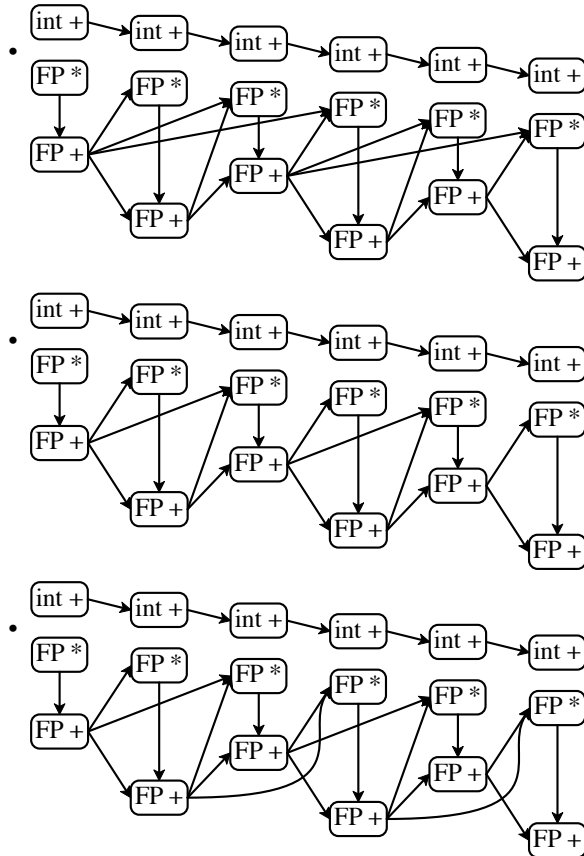 int + int + int + int + int + int +
FP * FP * FP * FP * FP * FP *
FP + FP + FP + FP + FP + FP +
int + int + int + int + int + int +
FP * FP * FP * FP * FP * FP *
FP + FP + FP + FP + FP + FP +
int + int + int + int + int + int +
FP * FP * FP * FP * FP * FP *
FP + FP + FP + FP + FP + FP +